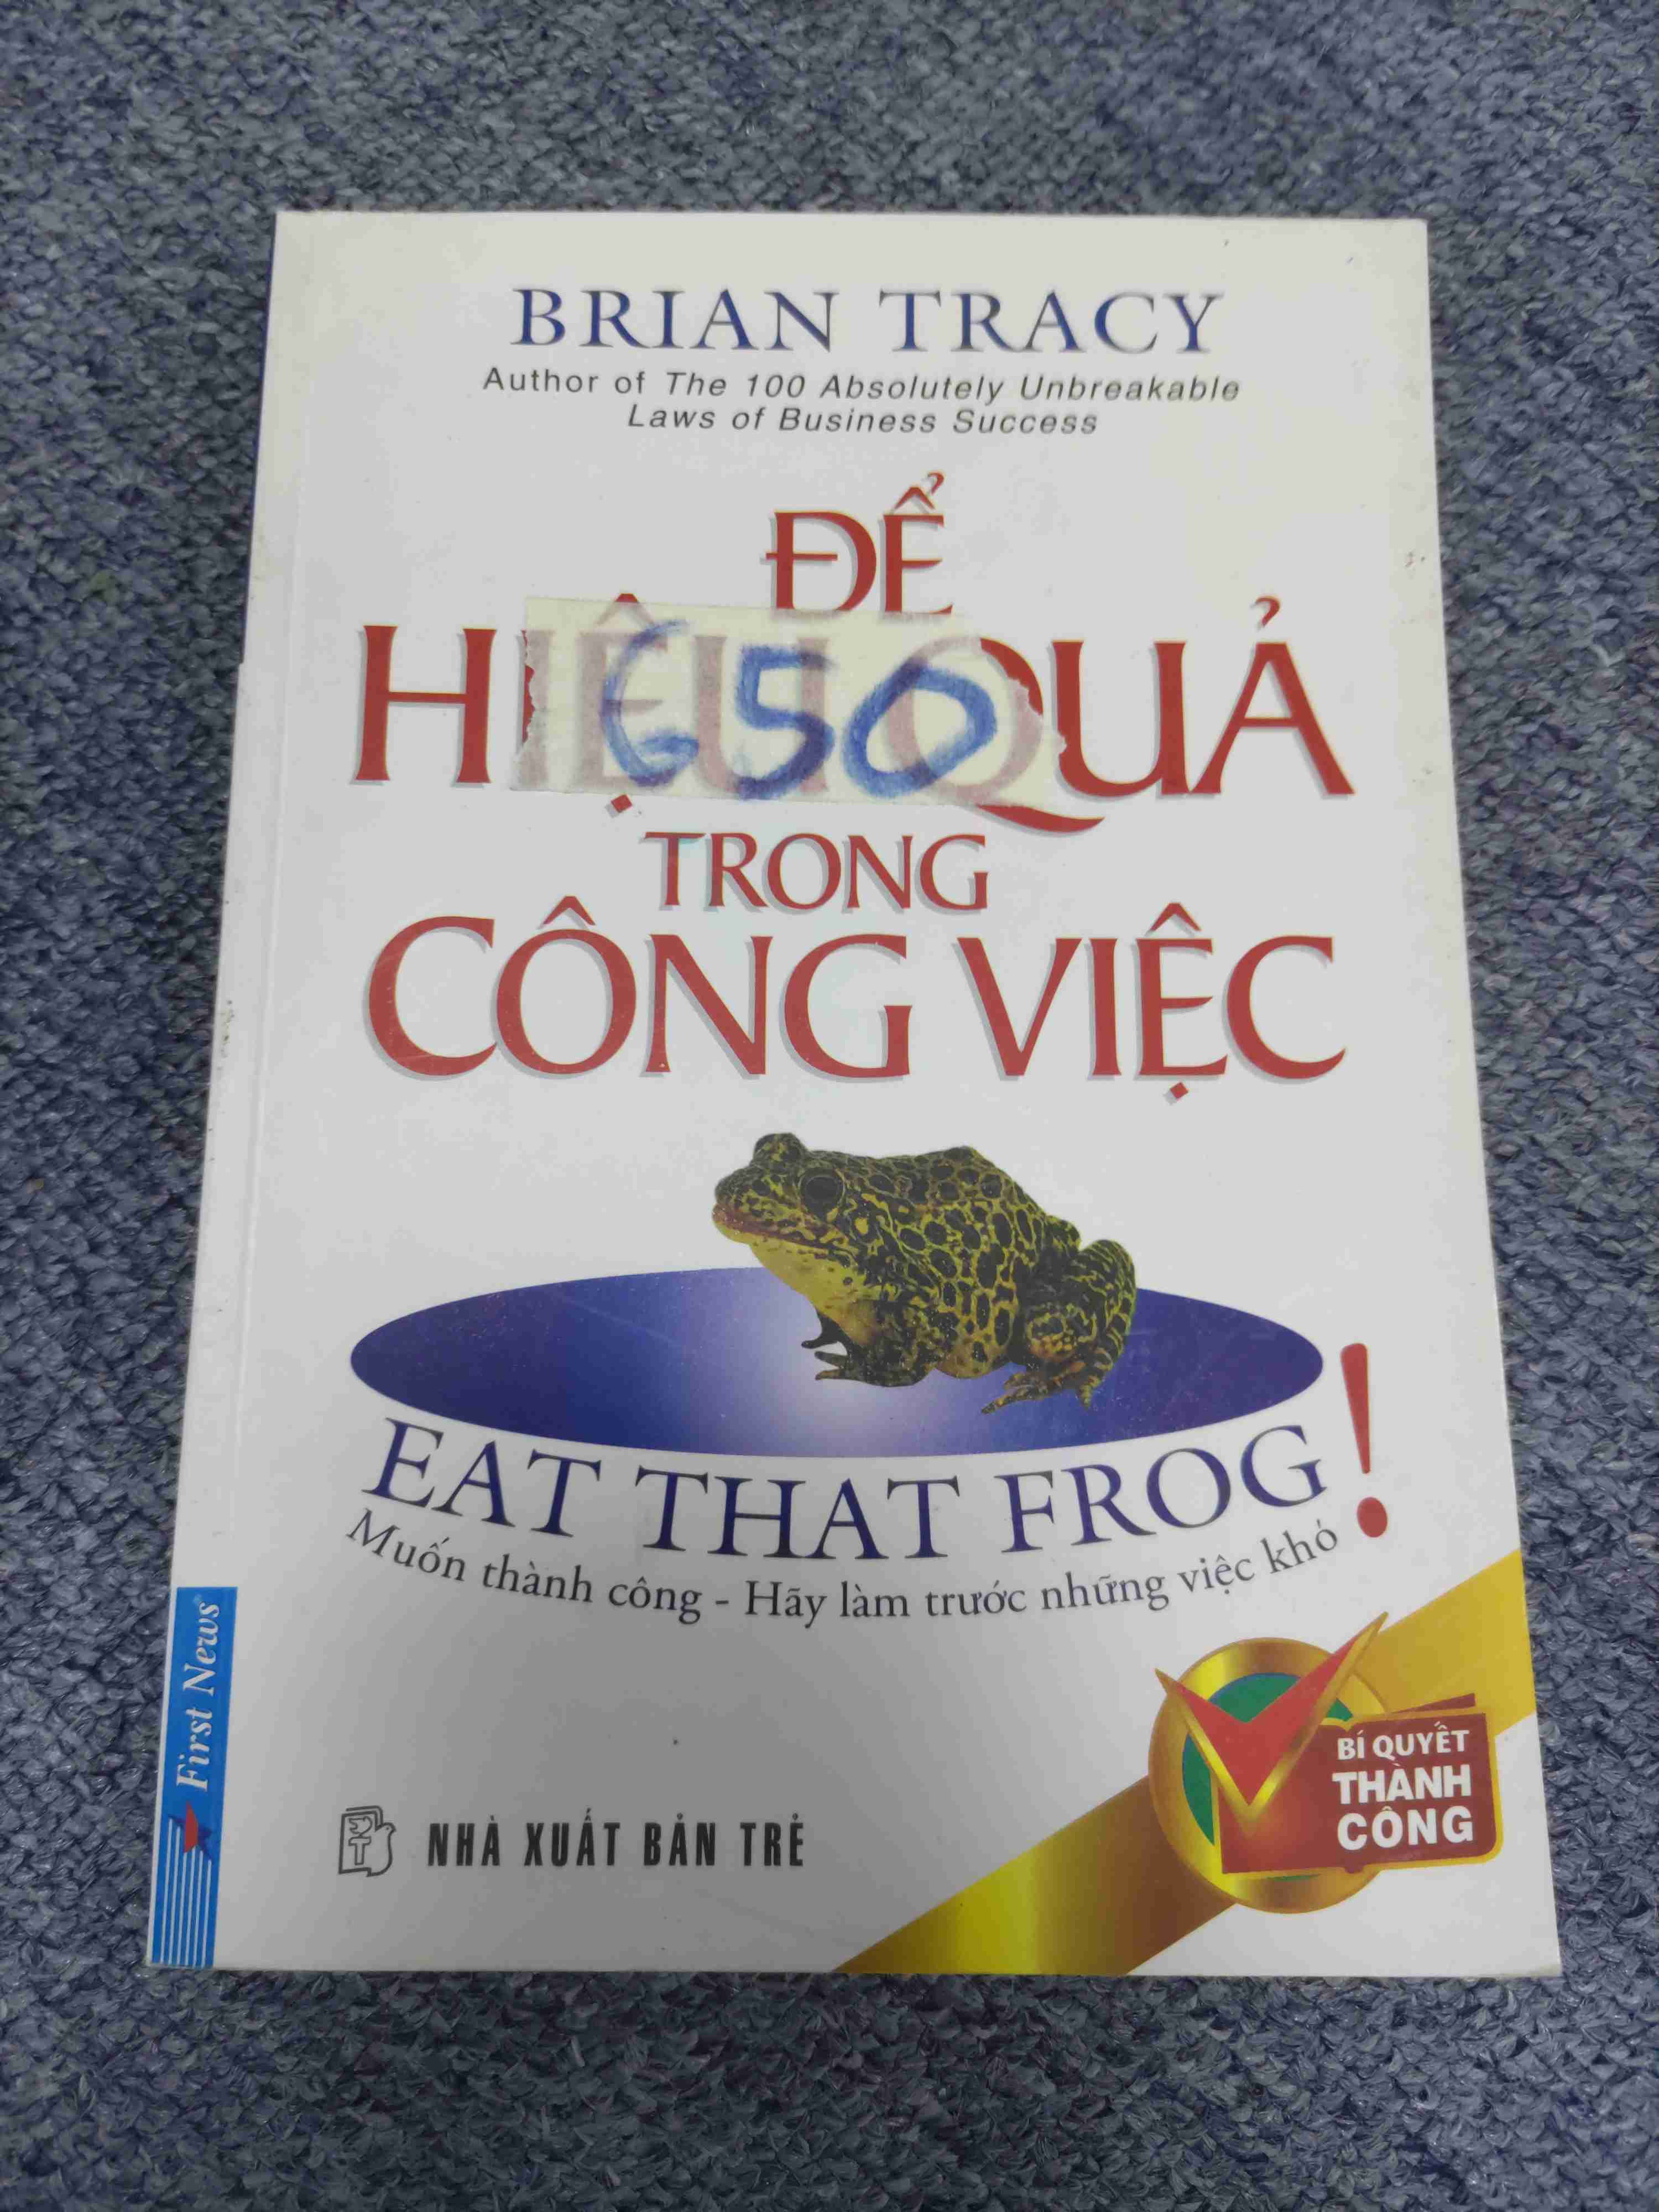 BRIAN TRACY
Author of The 100 Absolutely Unbreakable
Laws of Business Success
ĐỂ
HIỆU QUẢ
650
TRONG
CÔNG VIỆC
EAT THAT FROG!
Muốn thành công - Hãy làm trước những việc khó
First News
NHÀ XUẤT BẢN TRẺ
BÍ QUYẾT
THÀNH
CÔNG